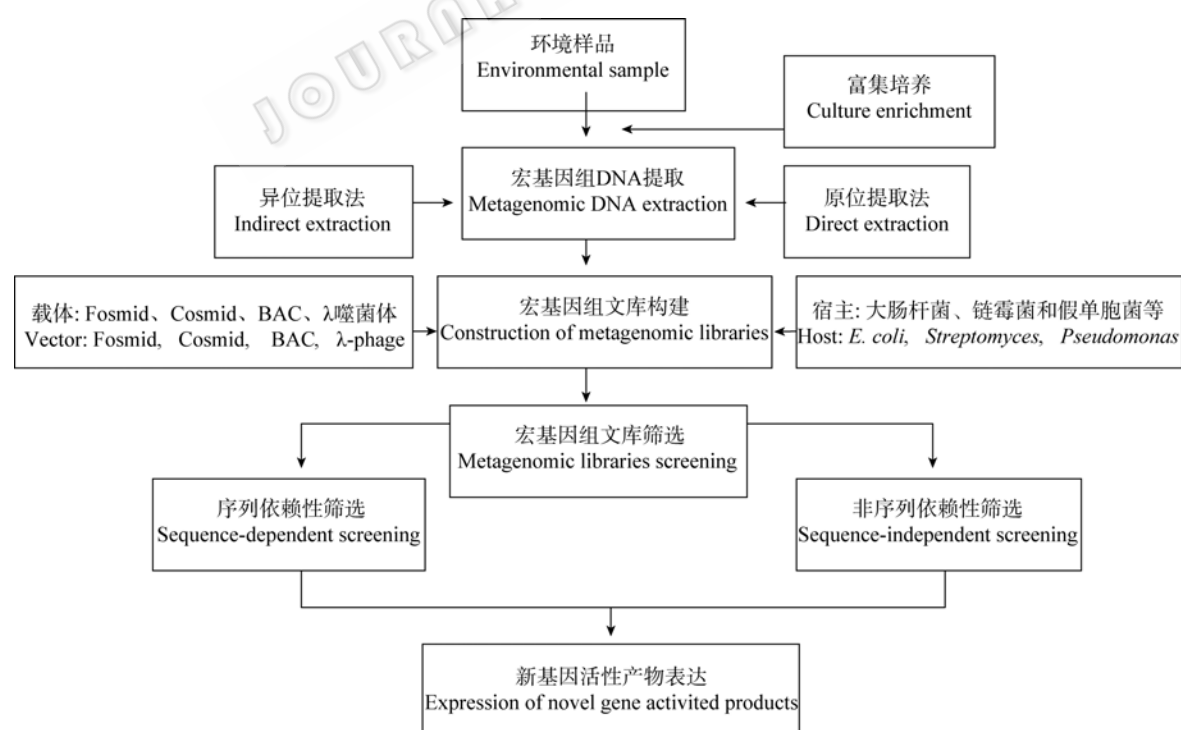 JOURNA
环境样品
Environmental sample
富集培养
Culture enrichment
宏基因组DNA提取
Metagenomic DNA extraction
异位提取法
Indirect extraction
原位提取法
Direct extraction
载体: Fosmid、Cosmid、BAC、λ噬菌体
Vector: Fosmid, Cosmid, BAC, λ-phage
宏基因组文库构建
Construction of metagenomic libraries
宿主: 大肠杆菌、链霉菌和假单胞菌等
Host: E. coli, Streptomyces, Pseudomonas
宏基因组文库筛选
Metagenomic libraries screening
序列依赖性筛选
Sequence-dependent screening
非序列依赖性筛选
Sequence-independent screening
新基因活性产物表达
Expression of novel gene activited products